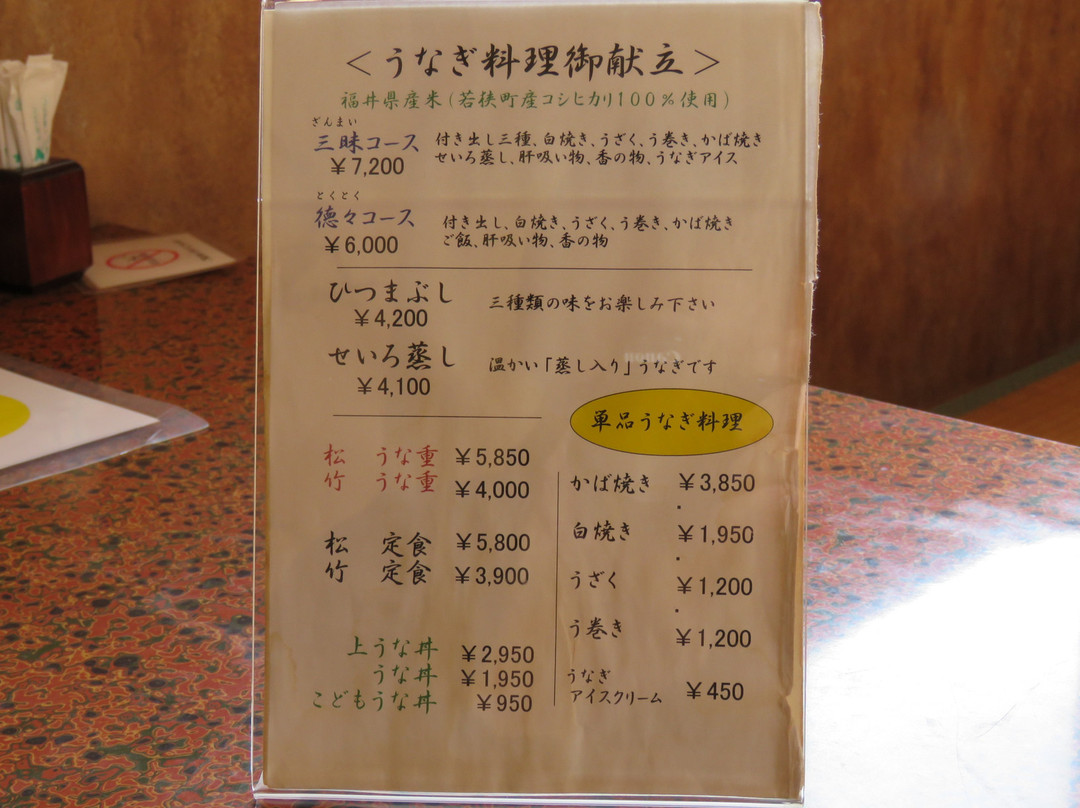 ＜うなぎ料理御献立＞
福井県産米(若狭町産コシヒカリ100%使用)
ざんまい
三昧コース 付き出し三種、白焼き、うざく、う巻き、かば焼き
￥7,200 せいろ蒸し、肝吸い物、香の物、うなぎアイス
とくとく
德々コース 付き出し、白焼き、うざく、う巻き、かば焼き
￥6,000 ご飯、肝吸い物、香の物
ひつまぶし 三種類の味をお楽しみ下さい
￥4,200
せいろ蒸し 温かい「蒸し入り」うなぎです
￥4,100
松 うな重 ￥5,850
竹 うな重 ￥4,000
松 定食 ￥5,800
竹 定食 ￥3,900
上うな丼 ￥2,950
うな丼 ￥1,950
こどもうな丼 ￥950
単品うなぎ料理
かば焼き ￥3,850
白焼き ￥1,950
うざく ￥1,200
う巻き ￥1,200
うなぎ
アイスクリーム ￥450